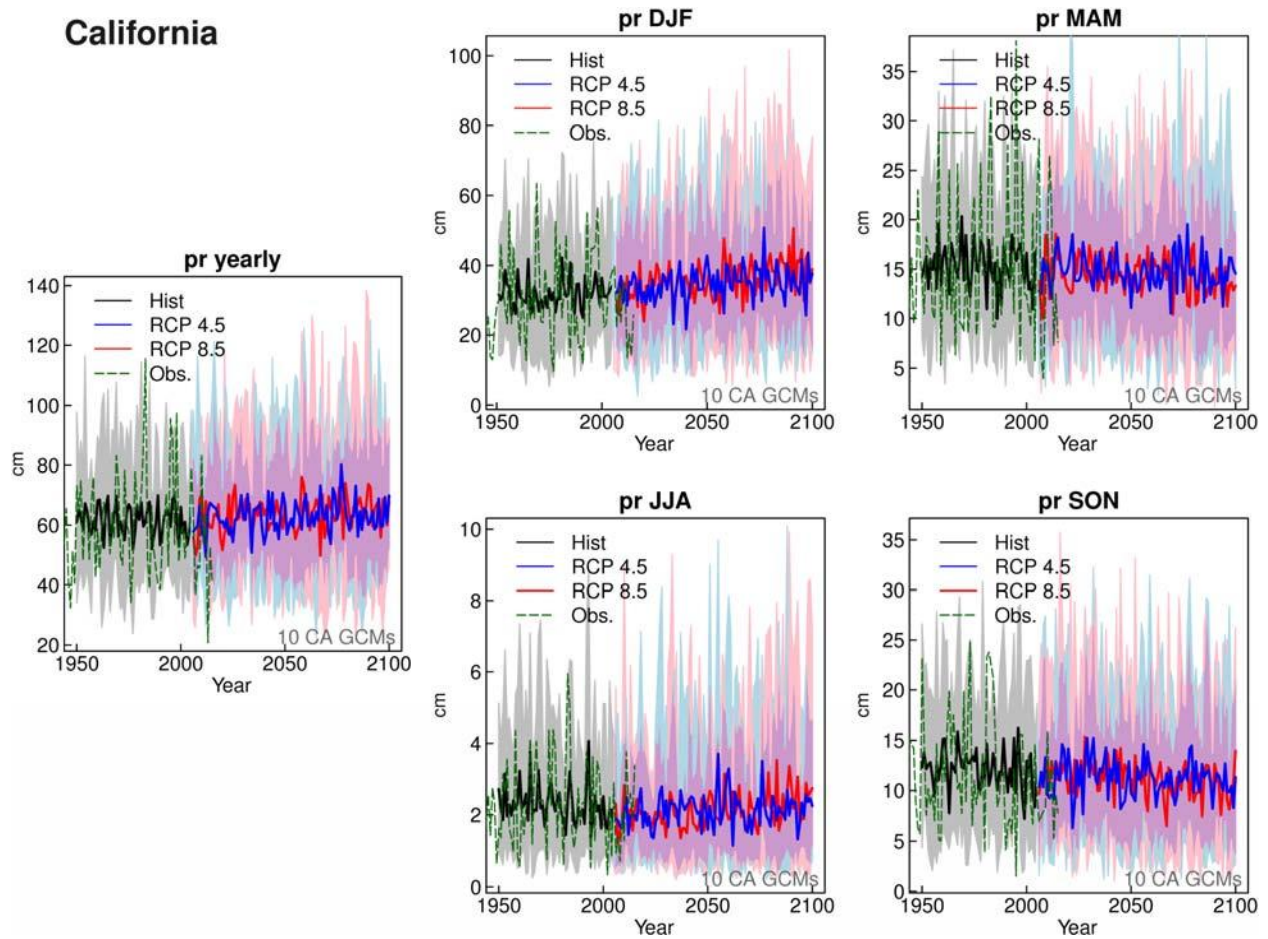 California
pr yearly
140
120
100
80
60
40
20
cm
Hist
RCP 4.5
RCP 8.5
Obs.
10 CA GCMs
1950 2000 2050 2100
Year
pr DJF
100
80
60
40
20
0
cm
Hist
RCP 4.5
RCP 8.5
Obs.
10 CA GCMs
1950 2000 2050 2100
Year
pr MAM
35
30
25
20
15
10
5
cm
Hist
RCP 4.5
RCP 8.5
Obs.
10 CA GCMs
1950 2000 2050 2100
Year
pr JJA
10
8
6
4
2
0
cm
Hist
RCP 4.5
RCP 8.5
Obs.
10 CA GCMs
1950 2000 2050 2100
Year
pr SON
35
30
25
20
15
10
5
0
cm
Hist
RCP 4.5
RCP 8.5
Obs.
10 CA GCMs
1950 2000 2050 2100
Year